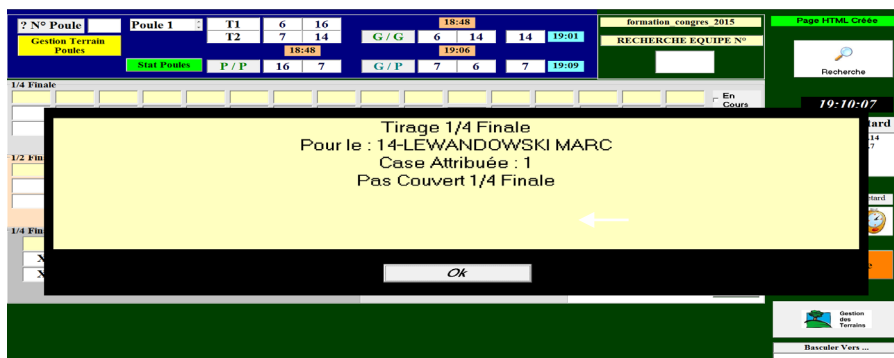 ? N° Poule
Poule 1
T1 6 16
18:48
T2 7 14
G / G 6 14 14 19:01
18:48
19:06
P / P 16 7
G / P 7 6 7 19:09
Gestion Terrain
Poules
Stat Poules
formation congres 2015
RECHERCHE EQUIPE N°
Page HTML Créée
Recherche
19:10:07
1/4 Finale
En
Cours
Tirage 1/4 Finale
Pour le : 14-LEWANDOWSKI MARC
Case Attribuée : 1
Pas Couvert 1/4 Finale
Ok
Gestion
des
Terrains
Basculer Vers ...